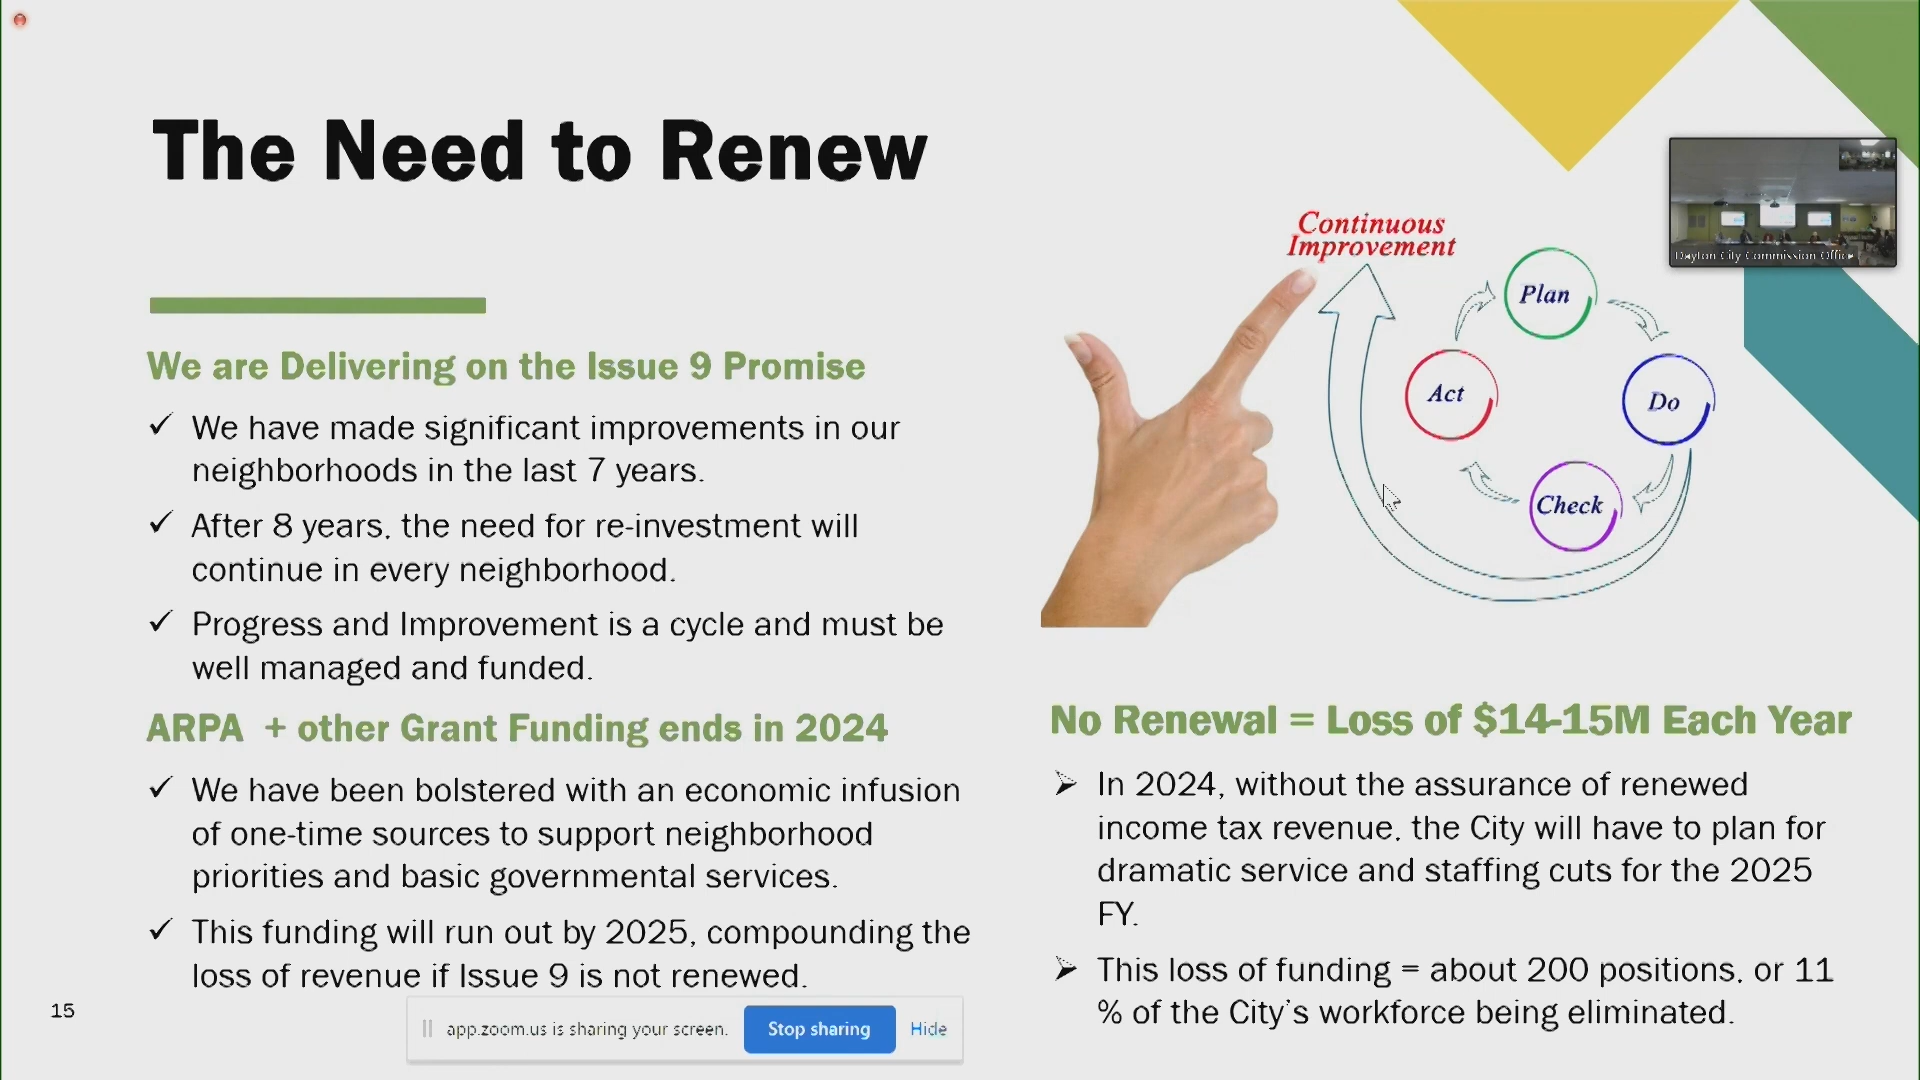 The Need to Renew
We are Delivering on the Issue 9 Promise
✓ We have made significant improvements in our
neighborhoods in the last 7 years.
✓ After 8 years, the need for re-investment will
continue in every neighborhood.
✓ Progress and Improvement is a cycle and must be
well managed and funded.
ARPA + other Grant Funding ends in 2024
✓ We have been bolstered with an economic infusion
of one-time sources to support neighborhood
priorities and basic governmental services.
✓ This funding will run out by 2025, compounding the
loss of revenue if Issue 9 is not renewed.
Continuous
Improvement
Plan
Act
Do
Check
Dayton City Commission Office
No Renewal = Loss of $14-15M Each Year
➢ In 2024, without the assurance of renewed
income tax revenue, the City will have to plan for
dramatic service and staffing cuts for the 2025
FY.
➢ This loss of funding = about 200 positions, or 11
% of the City's workforce being eliminated.
15
app.zoom.us is sharing your screen.
Stop sharing
Hide